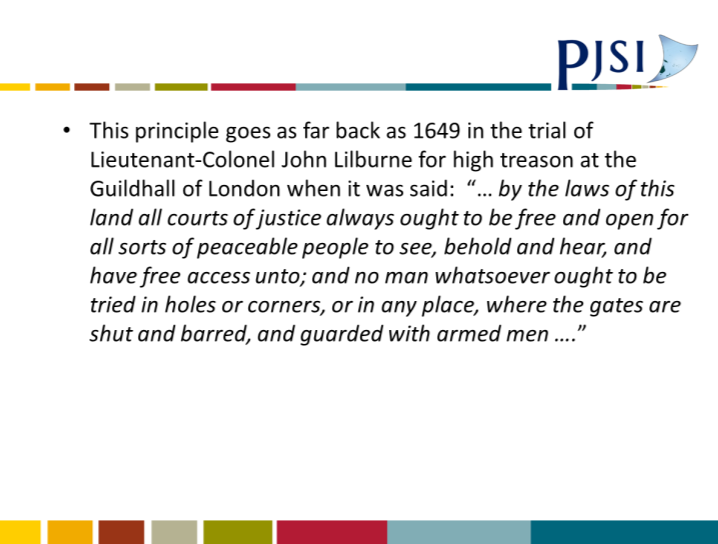 PJSI
• This principle goes as far back as 1649 in the trial of
Lieutenant-Colonel John Lilburne for high treason at the
Guildhall of London when it was said:  “… by the laws of this
land all courts of justice always ought to be free and open for
all sorts of peaceable people to see, behold and hear, and
have free access unto; and no man whatsoever ought to be
tried in holes or corners, or in any place, where the gates are
shut and barred, and guarded with armed men ….”